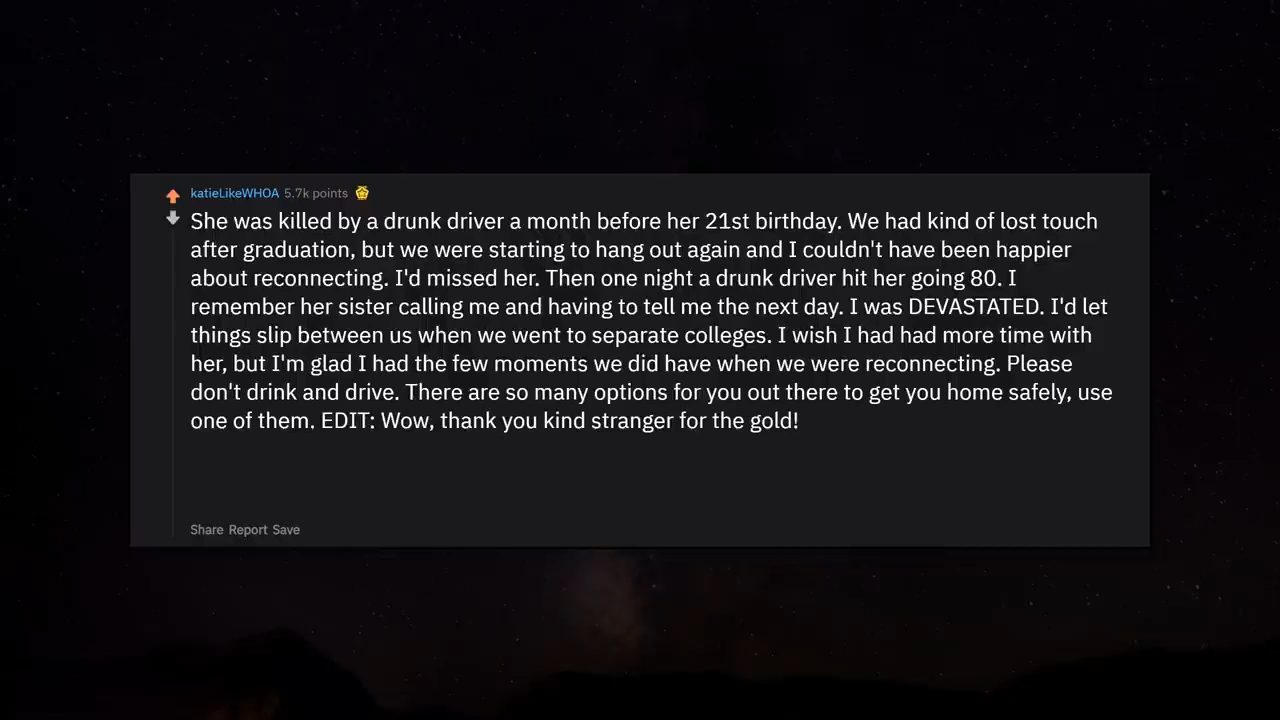 katieLikeWHOA 5.7k points
She was killed by a drunk driver a month before her 21st birthday. We had kind of lost touch
after graduation, but we were starting to hang out again and I couldn't have been happier
about reconnecting. I'd missed her. Then one night a drunk driver hit her going 80. I
remember her sister calling me and having to tell me the next day. I was DEVASTATED. I'd let
things slip between us when we went to separate colleges. I wish I had had more time with
her, but I'm glad I had the few moments we did have when we were reconnecting. Please
don't drink and drive. There are so many options for you out there to get you home safely, use
one of them. EDIT: Wow, thank you kind stranger for the gold!
Share Report Save